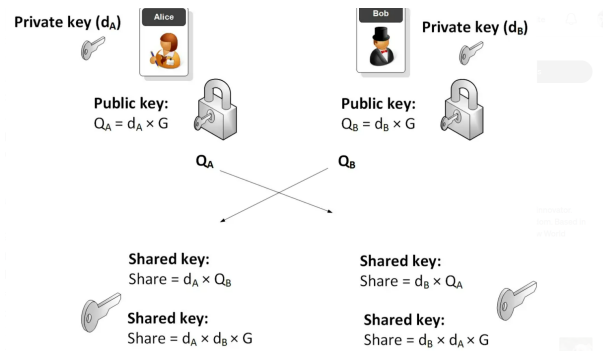 Alice
Bob
Private key (dA)
Private key (dB)
Public key:
QA = dA × G
Public key:
QB = dB × G
QA
QB
Shared key:
Share = dA × QB
Shared key:
Share = dB × QA
Shared key:
Share = dA × dB × G
Shared key:
Share = dB × dA × G